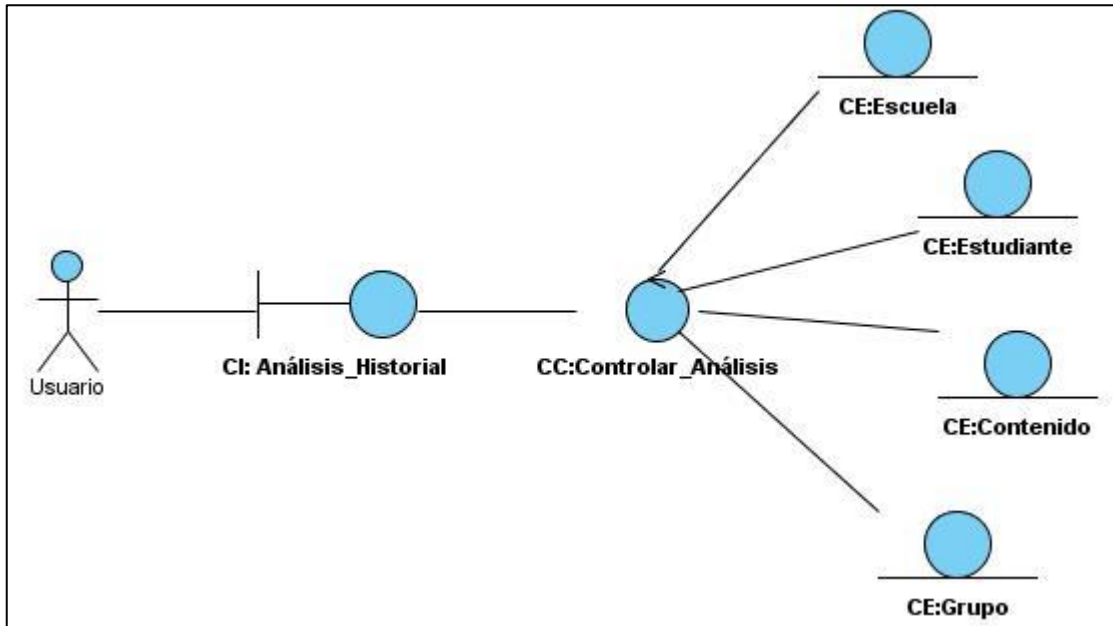 CE:Escuela
CE:Estudiante
Usuario
CI: Análisis_Historial
CC:Controlar_Análisis
CE:Contenido
CE:Grupo